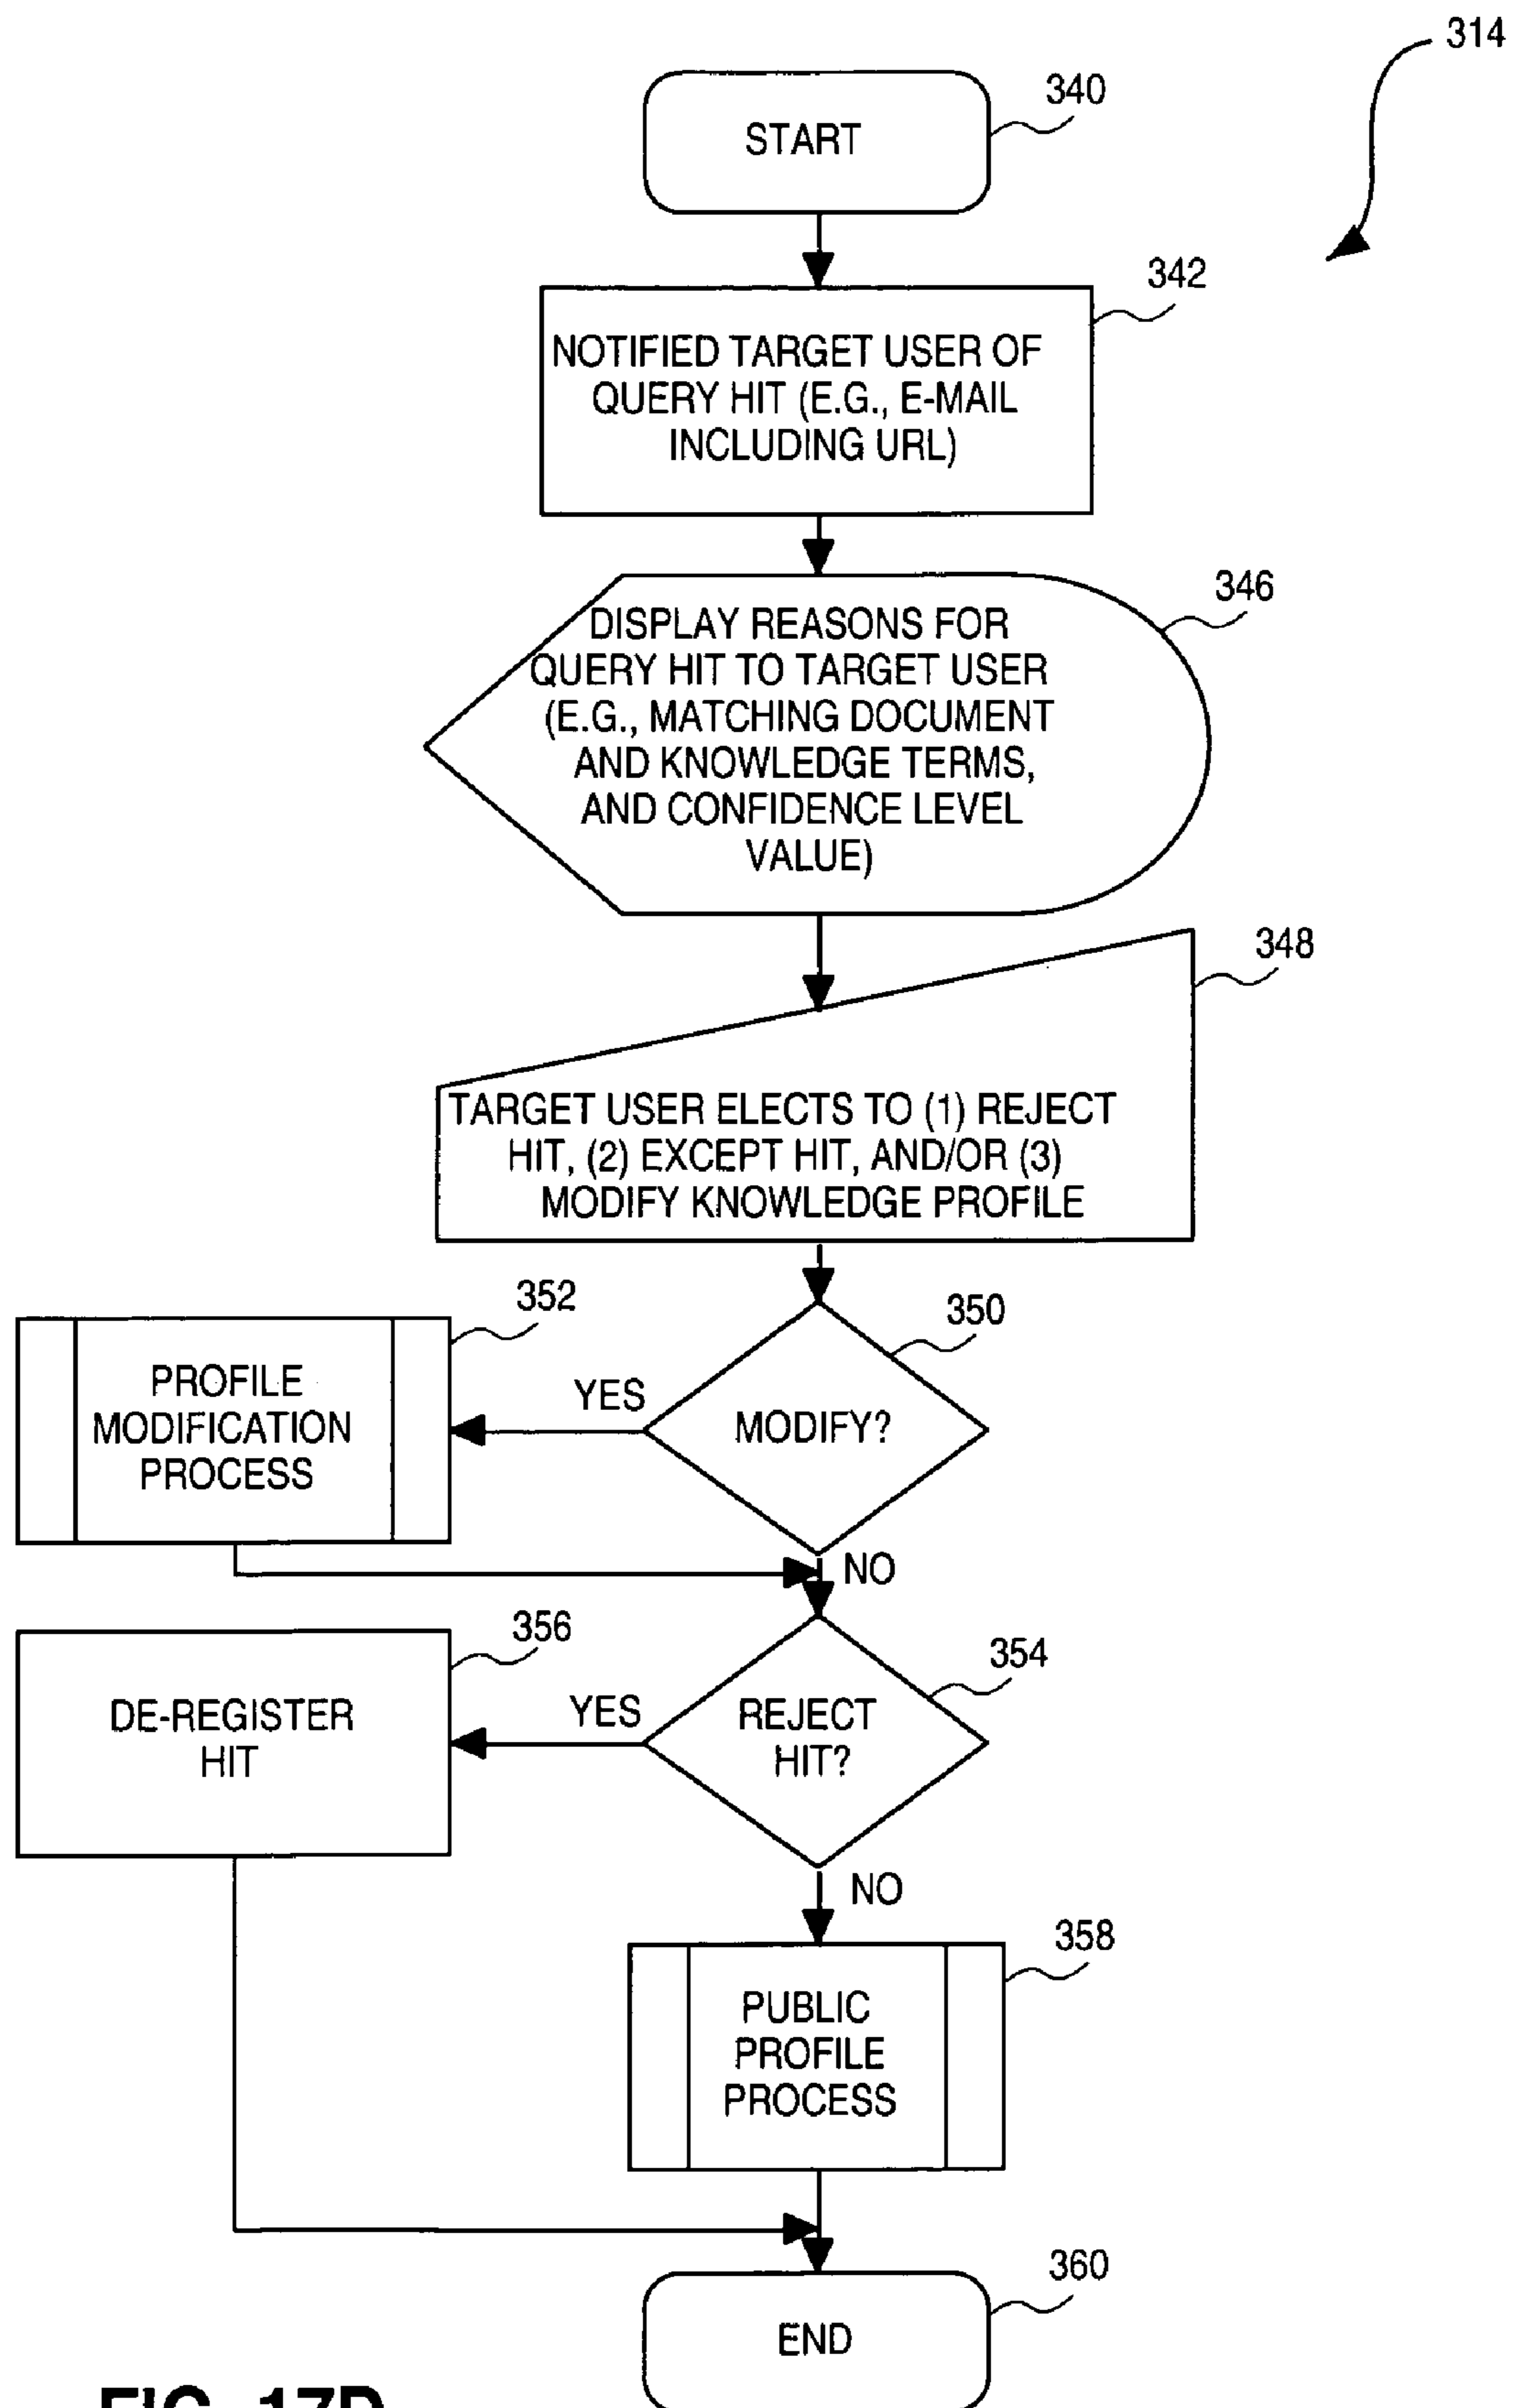 314
340
START
342
NOTIFIED TARGET USER OF
QUERY HIT (E.G., E-MAIL
INCLUDING URL)
346
DISPLAY REASONS FOR
QUERY HIT TO TARGET USER
(E.G., MATCHING DOCUMENT
AND KNOWLEDGE TERMS,
AND CONFIDENCE LEVEL
VALUE)
348
TARGET USER ELECTS TO (1) REJECT
HIT, (2) EXCEPT HIT, AND/OR (3)
MODIFY KNOWLEDGE PROFILE
352
350
PROFILE
MODIFICATION
PROCESS
YES
MODIFY?
NO
356
354
DE-REGISTER
HIT
YES
REJECT
HIT?
NO
358
PUBLIC
PROFILE
PROCESS
360
END
FIG. 17D